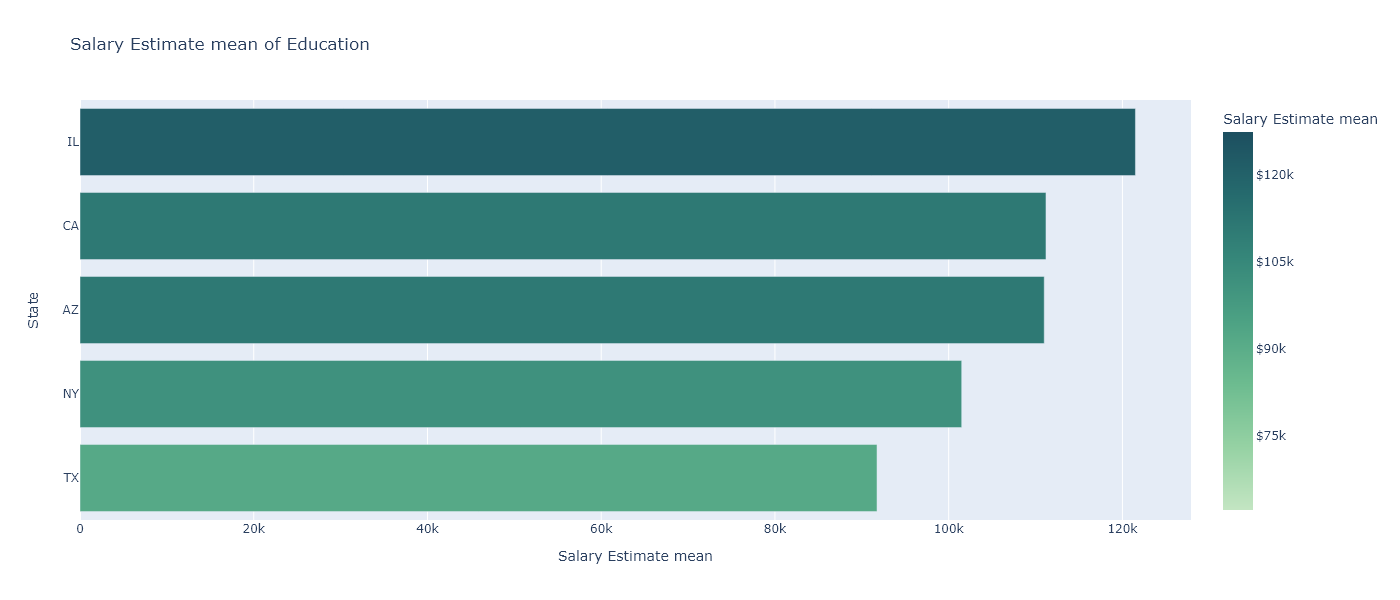 Salary Estimate mean of Education
Salary Estimate mean
$120k
$105k
$90k
$75k
State
IL
CA
AZ
NY
TX
0 20k 40k 60k 80k 100k 120k
Salary Estimate mean